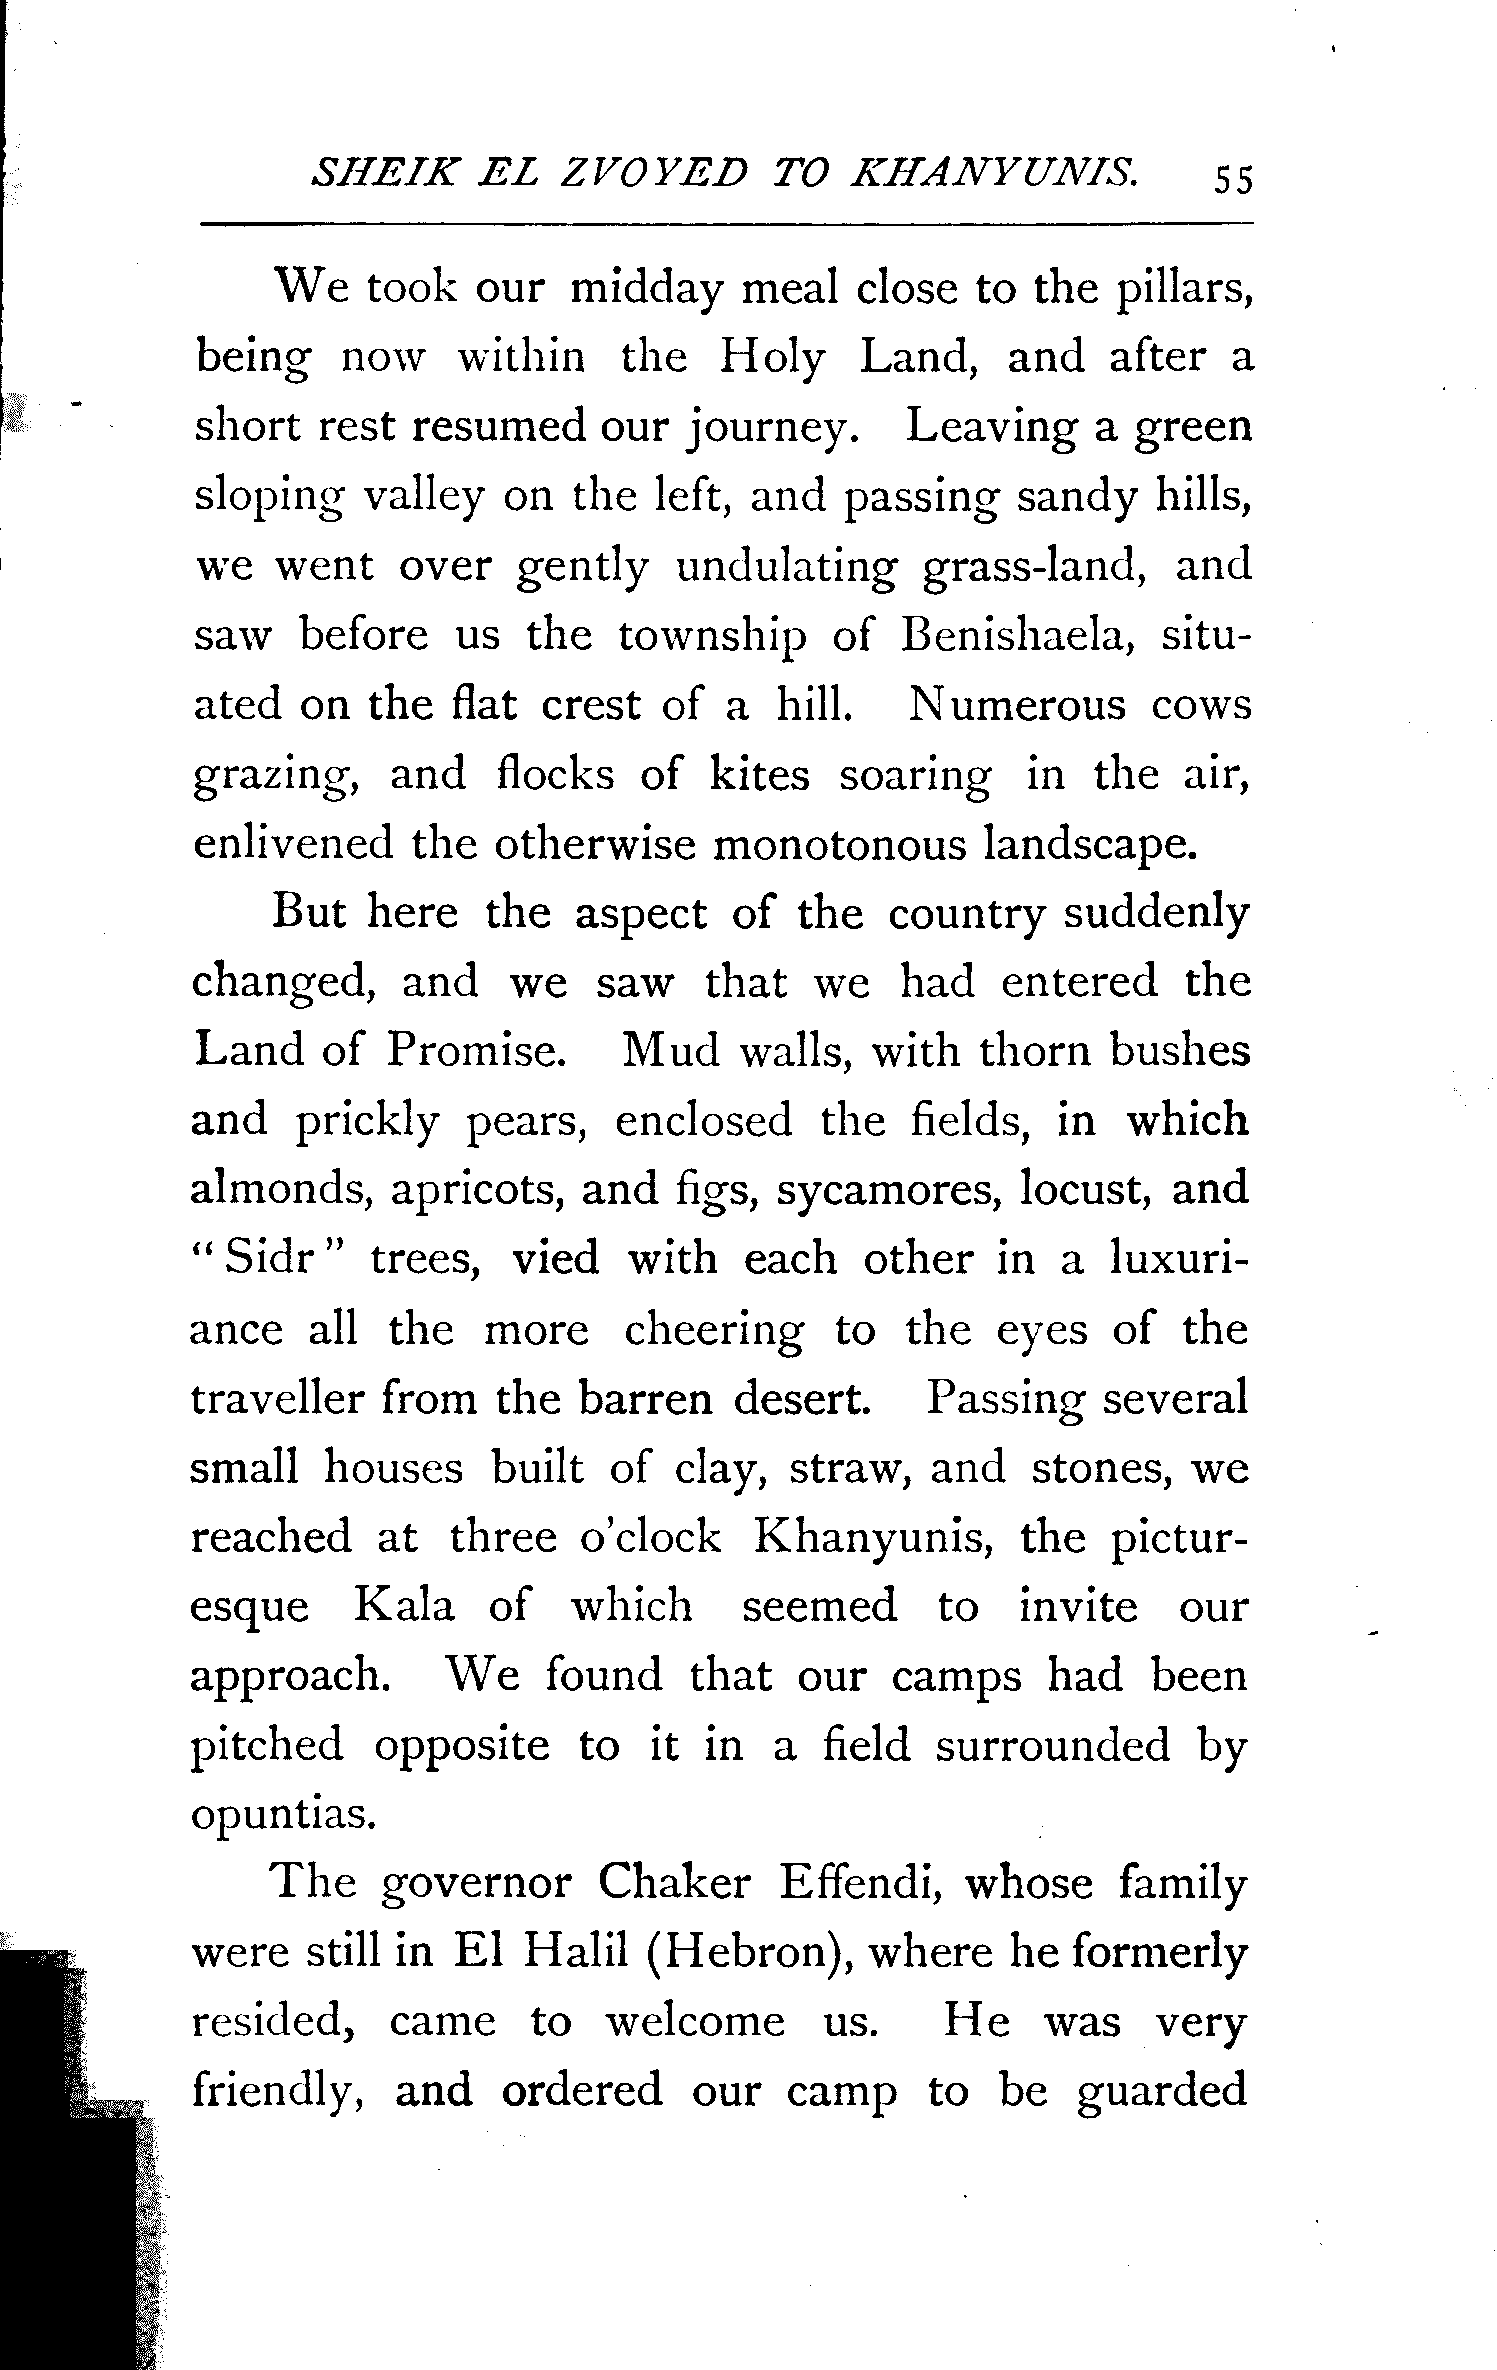 SHEIK EL ZVOYED TO KHANYUNIS. 55
We took our midday meal close to the pillars,
being now within the Holy Land, and after a
short rest resumed our journey. Leaving a green
sloping valley on the left, and passing sandy hills,
we went over gently undulating grass-land, and
saw before us the township of Benishaela, situ-
ated on the flat crest of a hill. Numerous cows
grazing, and flocks of kites soaring in the air,
enlivened the otherwise monotonous landscape.
But here the aspect of the country suddenly
changed, and we saw that we had entered the
Land of Promise. Mud walls, with thorn bushes
and prickly pears, enclosed the fields, in which
almonds, apricots, and figs, sycamores, locust, and
“Sidr” trees, vied with each other in a luxuri-
ance all the more cheering to the eyes of the
traveller from the barren desert. Passing several
small houses built of clay, straw, and stones, we
reached at three o'clock Khanyunis, the pictur-
esque Kala of which seemed to invite our
approach. We found that our camps had been
pitched opposite to it in a field surrounded by
opuntias.
The governor Chaker Effendi, whose family
were still in El Halil (Hebron), where he formerly
resided, came to welcome us. He was very
friendly, and ordered our camp to be guarded